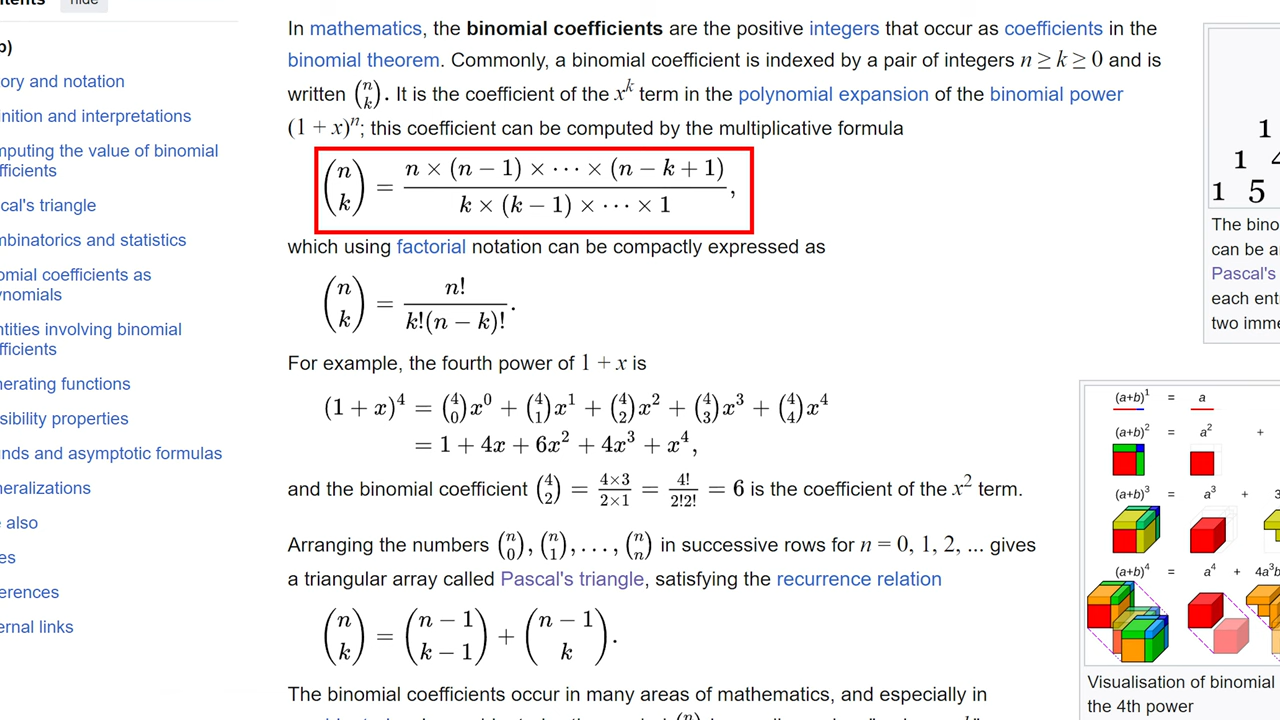 hide
ory and notation
nition and interpretations
mputing the value of binomial
fficients
cal's triangle
mbinatorics and statistics
omial coefficients as
ynomials
ntities involving binomial
fficients
nerating functions
sibility properties
nds and asymptotic formulas
neralizations
also
erences
ernal links
In mathematics, the binomial coefficients are the positive integers that occur as coefficients in the
binomial theorem. Commonly, a binomial coefficient is indexed by a pair of integers n ≥ k ≥ 0 and is
written (n k). It is the coefficient of the x^k term in the polynomial expansion of the binomial power
(1 + x)^n; this coefficient can be computed by the multiplicative formula
(n k) = n × (n − 1) × ⋯ × (n − k + 1) / k × (k − 1) × ⋯ × 1,
which using factorial notation can be compactly expressed as
(n k) = n! / k!(n − k)!.
For example, the fourth power of 1 + x is
(1 + x)^4 = (4 0)x^0 + (4 1)x^1 + (4 2)x^2 + (4 3)x^3 + (4 4)x^4
= 1 + 4x + 6x^2 + 4x^3 + x^4,
and the binomial coefficient (4 2) = 4×3 / 2×1 = 4! / 2!2! = 6 is the coefficient of the x^2 term.
Arranging the numbers (n 0), (n 1), …, (n n) in successive rows for n = 0, 1, 2, ... gives
a triangular array called Pascal's triangle, satisfying the recurrence relation
(n k) = (n − 1 k − 1) + (n − 1 k).
The binomial coefficients occur in many areas of mathematics, and especially in
1
1 4
1 5
The bino
can be a
Pascal's
each ent
two imme
(a+b)^1 = a
(a+b)^2 = a^2 +
(a+b)^3 = a^3 + 3
(a+b)^4 = a^4 + 4a^3b
Visualisation of binomial
the 4th power